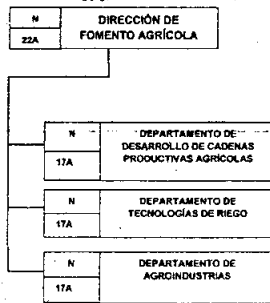 N
22A
DIRECCIÓN DE
FOMENTO AGRÍCOLA
N
17A
DEPARTAMENTO DE
DESARROLLO DE CADENAS
PRODUCTIVAS AGRÍCOLAS
N
17A
DEPARTAMENTO DE
TECNOLOGÍAS DE RIEGO
N
17A
DEPARTAMENTO DE
AGROINDUSTRIAS